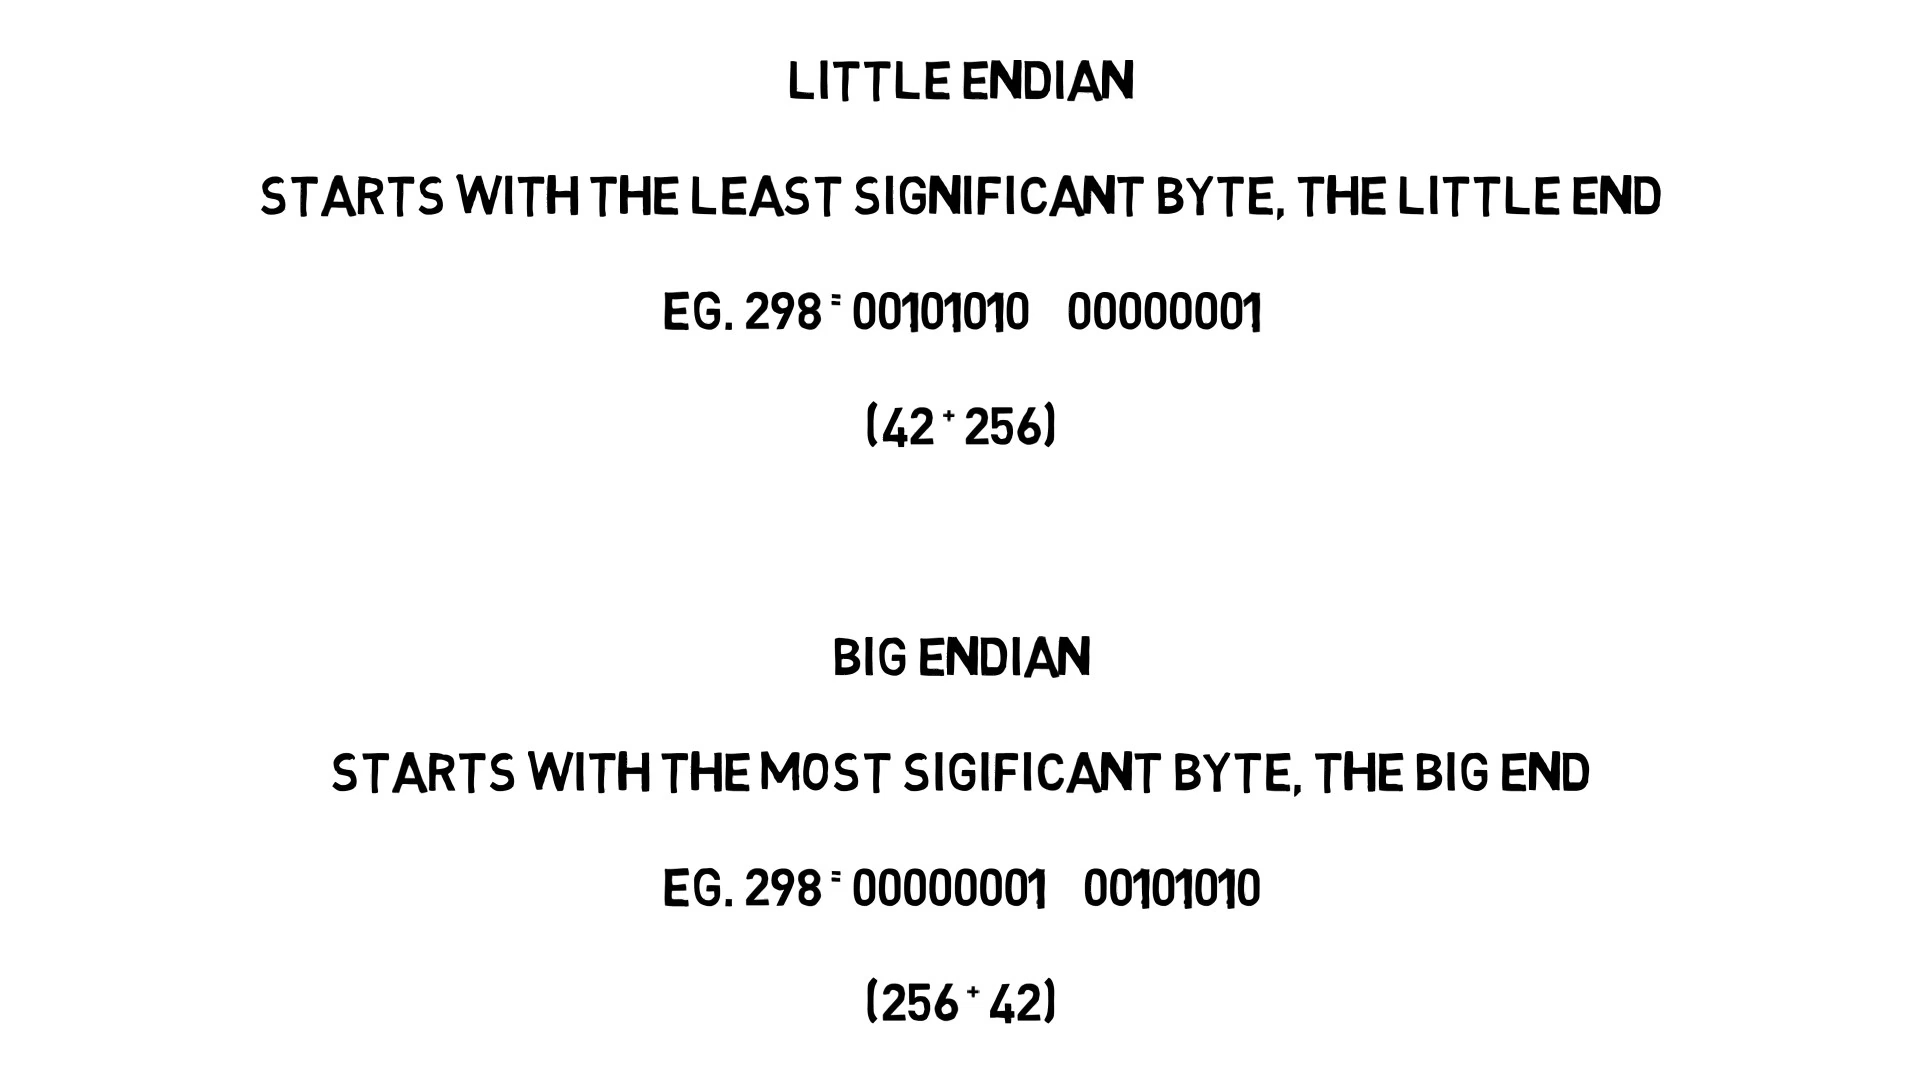 LITTLE ENDIAN
STARTS WITH THE LEAST SIGNIFICANT BYTE, THE LITTLE END
EG. 298 = 00101010 00000001
(42 + 256)
BIG ENDIAN
STARTS WITH THE MOST SIGIFICANT BYTE, THE BIG END
EG. 298 = 00000001 00101010
(256 + 42)